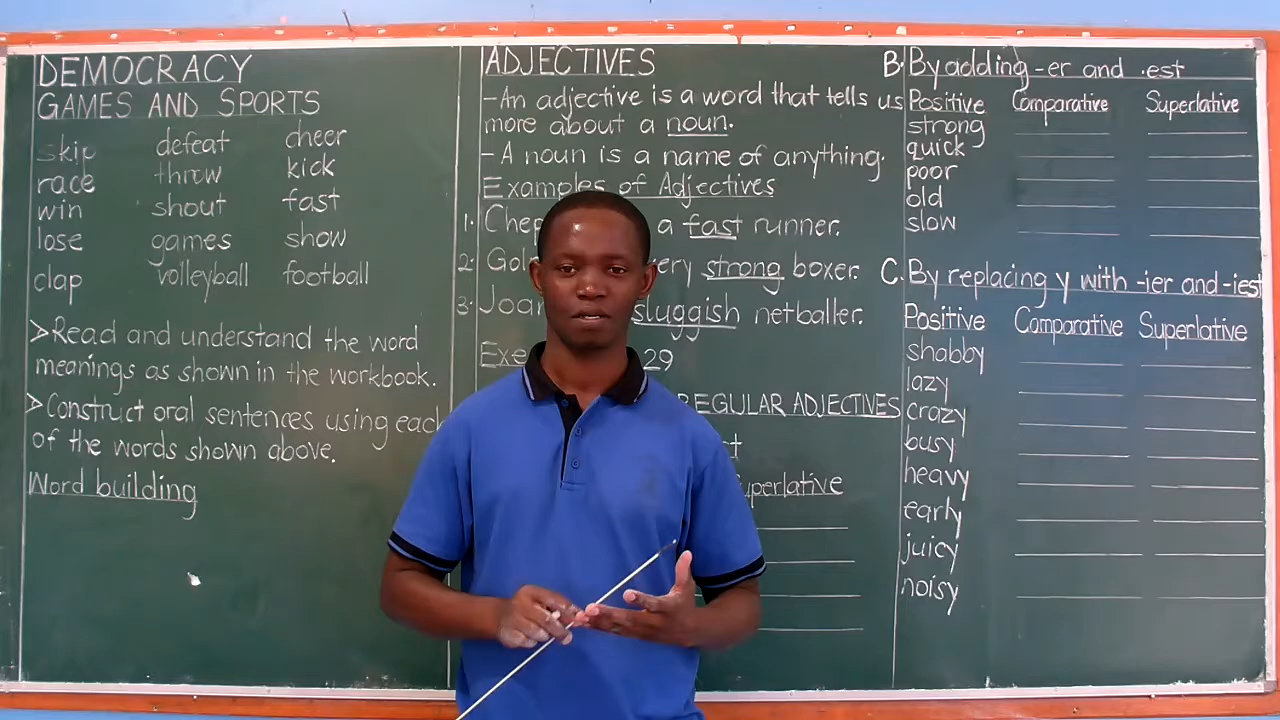 DEMOCRACY
GAMES AND SPORTS
skip defeat cheer
race throw kick
win shout fast
lose games show
clap volleyball football
➢Read and understand the word
meanings as shown in the workbook.
➢Construct oral sentences using each
of the words shown above.
Word building
ADJECTIVES
-An adjective is a word that tells us
more about a noun.
-A noun is a name of anything.
Examples of Adjectives
1. a fast runner.
2. strong boxer.
3. sluggish netballer.
29
ADJECTIVES
B. By adding -er and .est
Positive Comparative Superlative
strong
quick
poor
old
slow
C. By replacing y with -ier and -iest
Positive Comparative Superlative
shabby
lazy
crazy
busy
heavy
early
juicy
noisy